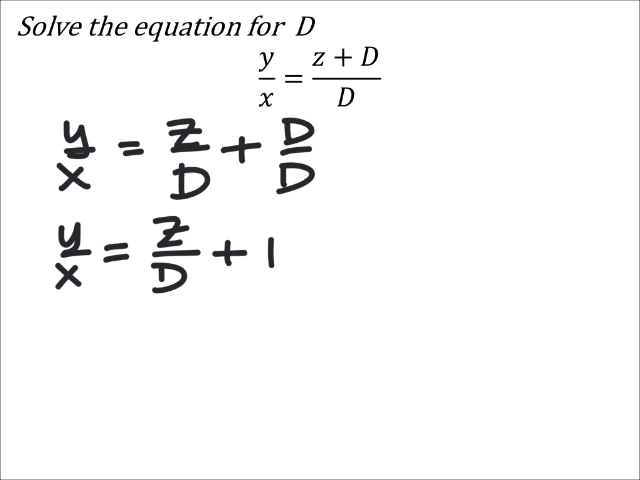 Solve the equation for D
y/x = (z + D)/D
y/x = z/D + D/D
y/x = z/D + 1